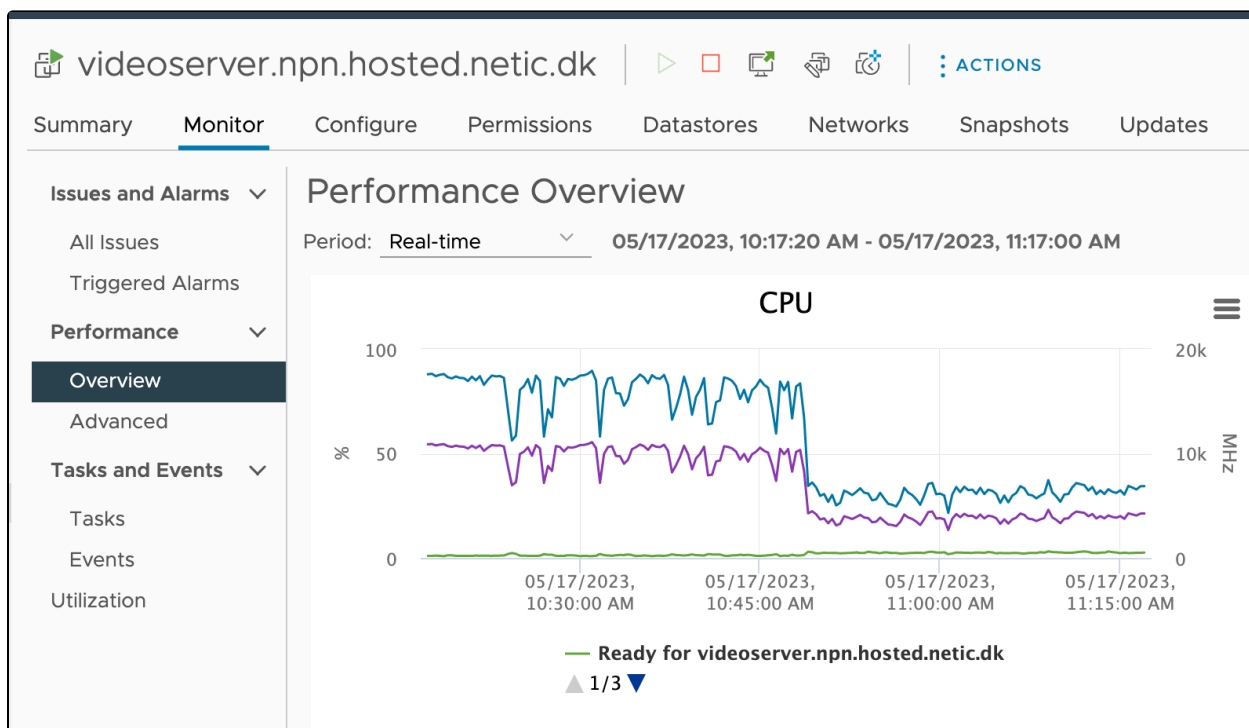 videoserver.npn.hosted.netic.dk
ACTIONS
Summary Monitor Configure Permissions Datastores Networks Snapshots Updates
Issues and Alarms
All Issues
Triggered Alarms
Performance
Overview
Advanced
Tasks and Events
Tasks
Events
Utilization
Performance Overview
Period: Real-time 05/17/2023, 10:17:20 AM - 05/17/2023, 11:17:00 AM
CPU
100 20k
% 50 10k MHz
0 0
05/17/2023, 05/17/2023, 05/17/2023, 05/17/2023,
10:30:00 AM 10:45:00 AM 11:00:00 AM 11:15:00 AM
Ready for videoserver.npn.hosted.netic.dk
1/3